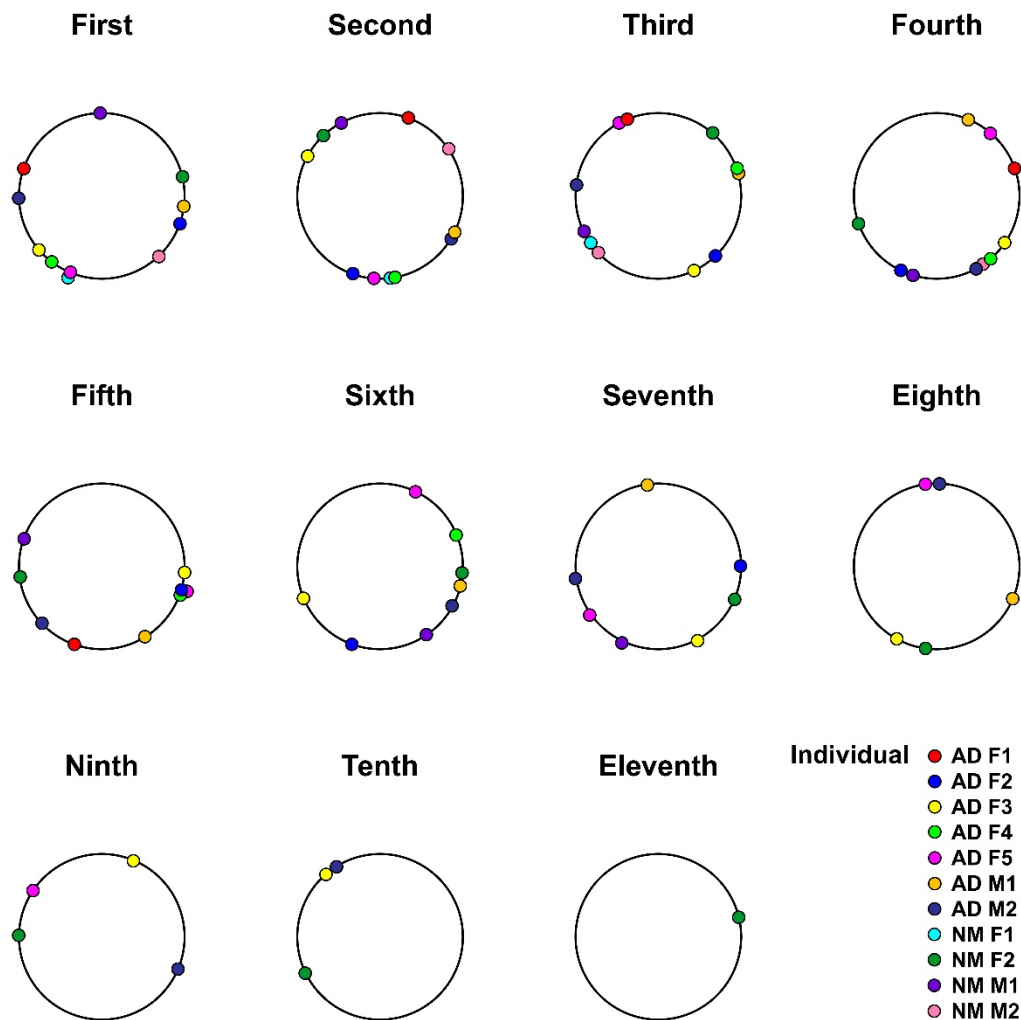 First Second Third Fourth
Fifth Sixth Seventh Eighth
Ninth Tenth Eleventh
Individual
AD F1
AD F2
AD F3
AD F4
AD F5
AD M1
AD M2
NM F1
NM F2
NM M1
NM M2